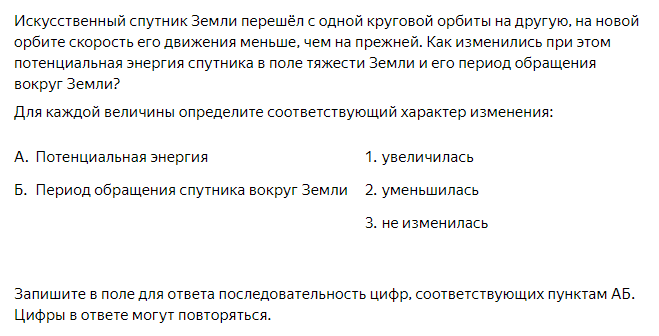 Искусственный спутник Земли перешёл с одной круговой орбиты на другую, на новой
орбите скорость его движения меньше, чем на прежней. Как изменились при этом
потенциальная энергия спутника в поле тяжести Земли и его период обращения
вокруг Земли?
Для каждой величины определите соответствующий характер изменения:
А. Потенциальная энергия 1. увеличилась
Б. Период обращения спутника вокруг Земли 2. уменьшилась
3. не изменилась
Запишите в поле для ответа последовательность цифр, соответствующих пунктам АБ.
Цифры в ответе могут повторяться.